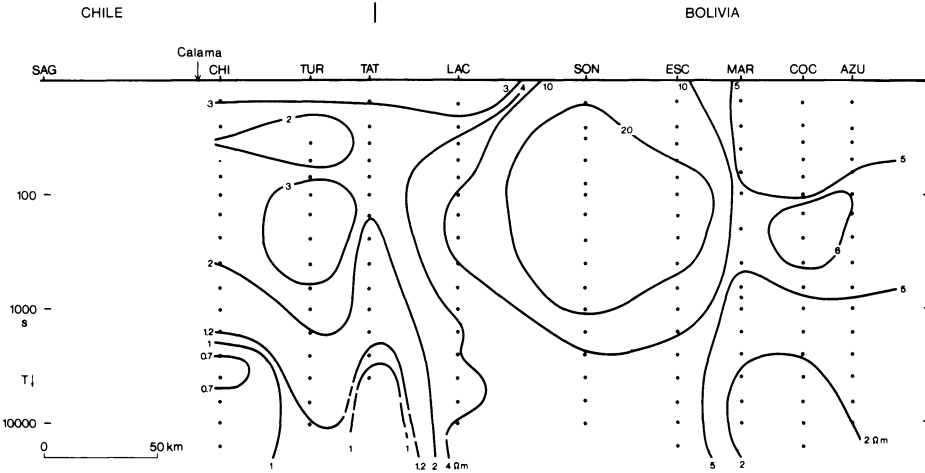 CHILE BOLIVIA
Calama
SAG CHI TUR TAT LAC SON ESC MAR COC AZU
3 4 10 10 5
3
2 20
5
100
3
6
2
5
1000
s
1.2
1
0.7
T↓
0.7
10000
0 50 km
1 1 1 1.2 2 4 Ωm 5 2 2 Ωm